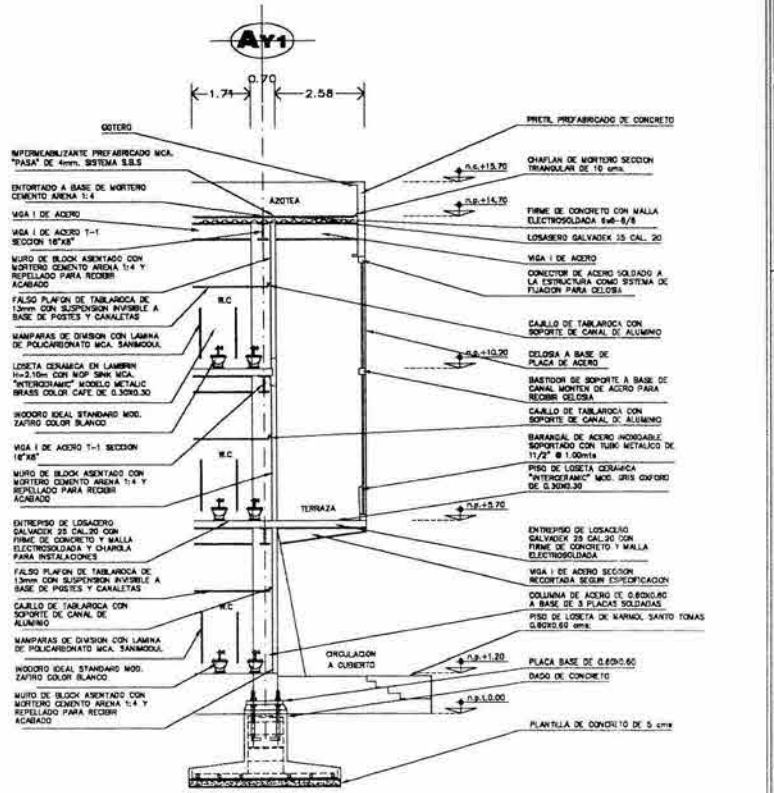 AY1
0.70
1.71
2.58
GOTERO
IMPERMEABILIZANTE PREFABRICADO MCA.
"PASA" DE 4mm. SISTEMA S.B.S
ENTORTADO A BASE DE MORTERO
CEMENTO ARENA 1:4
VIGA I DE ACERO
VIGA I DE ACERO T-1
SECCION 16"X8"
MURO DE BLOCK ASENTADO CON
MORTERO CEMENTO ARENA 1:4 Y
REPELLADO PARA RECIBIR
ACABADO
FALSO PLAFON DE TABLAROCA DE
13mm CON SUSPENSION INVISIBLE A
BASE DE POSTES Y CANALETAS
MAMPARAS DE DIVISION CON LAMINA
DE POLICARBONATO MCA. SANIMODUL
LOSETA CERAMICA EN LAMBRIN
H=2.10m CON MOP SINK MCA.
"INTERCERAMIC" MODELO METALIC
BRASS COLOR CAFE DE 0.30X0.30
INODORO IDEAL STANDARD MOD.
ZAFIRO COLOR BLANCO
VIGA I DE ACERO T-1 SECCION
16"X8"
MURO DE BLOCK ASENTADO CON
MORTERO CEMENTO ARENA 1:4 Y
REPELLADO PARA RECIBIR
ACABADO
ENTREPISO DE LOSACERO
GALVADEK 25 CAL.20 CON
FIRME DE CONCRETO Y MALLA
ELECTROSOLDADA Y CHAROLA
PARA INSTALACIONES
FALSO PLAFON DE TABLAROCA DE
13mm CON SUSPENSION INVISIBLE A
BASE DE POSTES Y CANALETAS
CAJILLO DE TABLAROCA CON
SOPORTE DE CANAL DE
ALUMINIO
MAMPARAS DE DIVISION CON LAMINA
DE POLICARBONATO MCA. SANIMODUL
INODORO IDEAL STANDARD MOD.
ZAFIRO COLOR BLANCO
MURO DE BLOCK ASENTADO CON
MORTERO CEMENTO ARENA 1:4 Y
REPELLADO PARA RECIBIR
ACABADO
AZOTEA
W.C
W.C
TERRAZA
W.C
CIRCULACION
A CUBIERTO
n.c.+15.70
n.p.+14.70
n.p.+10.20
n.p.+5.70
n.p.+1.20
n.p.t.0.00
PRETIL PREFABRICADO DE CONCRETO
CHAFLAN DE MORTERO SECCION
TRIANGULAR DE 10 cms.
FIRME DE CONCRETO CON MALLA
ELECTROSOLDADA 6x6-8/8
LOSASERO GALVADEK 25 CAL. 20
VIGA I DE ACERO
CONECTOR DE ACERO SOLDADO A
LA ESTRUCTURA COMO SISTEMA DE
FIJACION PARA CELOSIA
CAJILLO DE TABLAROCA CON
SOPORTE DE CANAL DE ALUMINIO
CELOSIA A BASE DE
PLACA DE ACERO
BASTIDOR DE SOPORTE A BASE DE
CANAL MONTEN DE ACERO PARA
RECIBIR CELOSIA
CAJILLO DE TABLAROCA CON
SOPORTE DE CANAL DE ALUMINIO
BARANDAL DE ACERO INOXIDABLE
SOPORTADO CON TUBO METALICO DE
11/2" @ 1.00mts
PISO DE LOSETA CERAMICA
"INTERCERAMIC" MOD. GRIS OXFORD
DE 0.30X0.30
ENTREPISO DE LOSACERO
GALVADEK 25 CAL.20 CON
FIRME DE CONCRETO Y MALLA
ELECTROSOLDADA
VIGA I DE ACERO SECCION
RECORTADA SEGUN ESPECIFICACION
COLUMNA DE ACERO DE 0.60X0.60
A BASE DE 3 PLACAS SOLDADAS
PISO DE LOSETA DE MARMOL SANTO TOMAS
0.60X0.60 cms.
PLACA BASE DE 0.60X0.60
DADO DE CONCRETO
PLANTILLA DE CONCRETO DE 5 cms